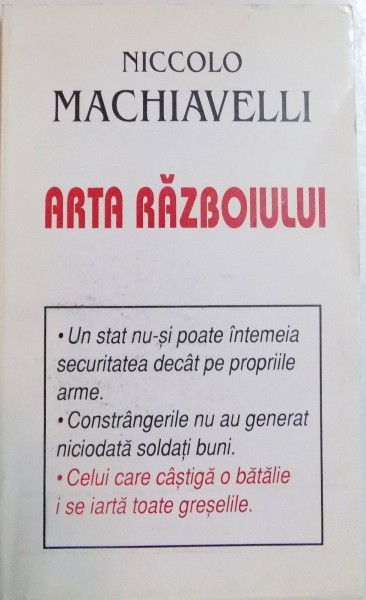 NICCOLO
MACHIAVELLI
ARTA RĂZBOIULUI
• Un stat nu-și poate întemeia
securitatea decât pe propriile
arme.
• Constrângerile nu au generat
niciodată soldați buni.
• Celui care câștigă o bătălie
i se iartă toate greșelile.